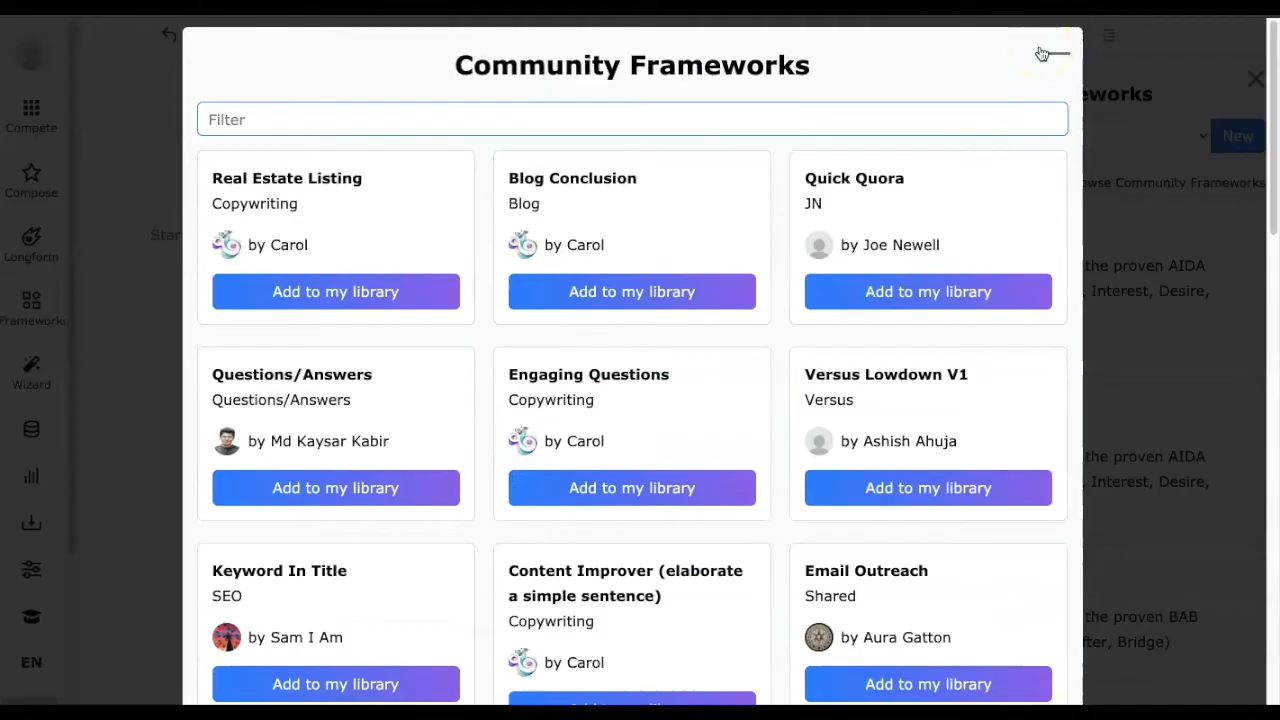 Community Frameworks
Filter
Real Estate Listing
Copywriting
by Carol
Add to my library
Blog Conclusion
Blog
by Carol
Add to my library
Quick Quora
JN
by Joe Newell
Add to my library
Questions/Answers
Questions/Answers
by Md Kaysar Kabir
Add to my library
Engaging Questions
Copywriting
by Carol
Add to my library
Versus Lowdown V1
Versus
by Ashish Ahuja
Add to my library
Keyword In Title
SEO
by Sam I Am
Add to my library
Content Improver (elaborate
a simple sentence)
Copywriting
by Carol
Email Outreach
Shared
by Aura Gatton
Add to my library
Compete
Compose
Longform
Wizard
EN
New
Community Frameworks
the proven AIDA
, Interest, Desire,
the proven AIDA
, Interest, Desire,
the proven BAB
Bridge)